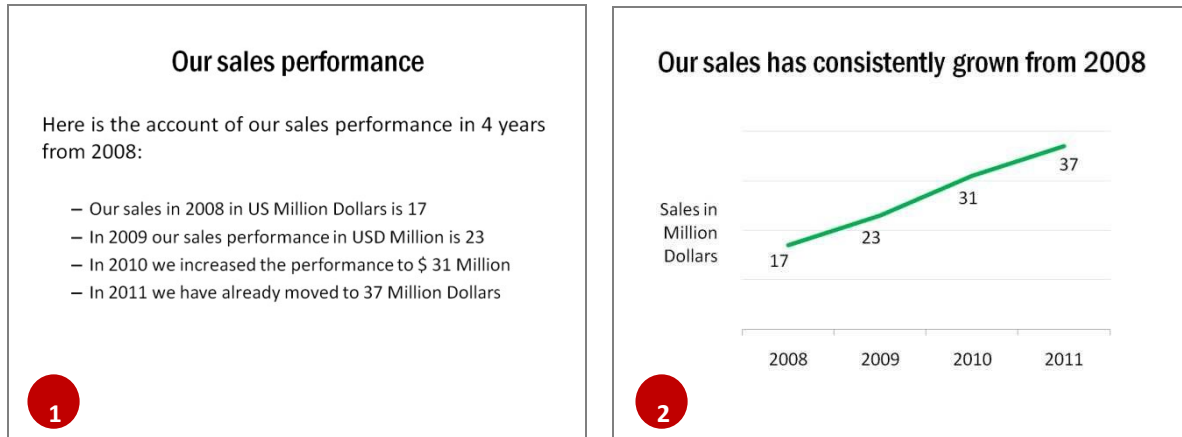 Our sales performance
Here is the account of our sales performance in 4 years
from 2008:
– Our sales in 2008 in US Million Dollars is 17
– In 2009 our sales performance in USD Million is 23
– In 2010 we increased the performance to $ 31 Million
– In 2011 we have already moved to 37 Million Dollars
1
Our sales has consistently grown from 2008
Sales in
Million
Dollars
17
23
31
37
2008 2009 2010 2011
2